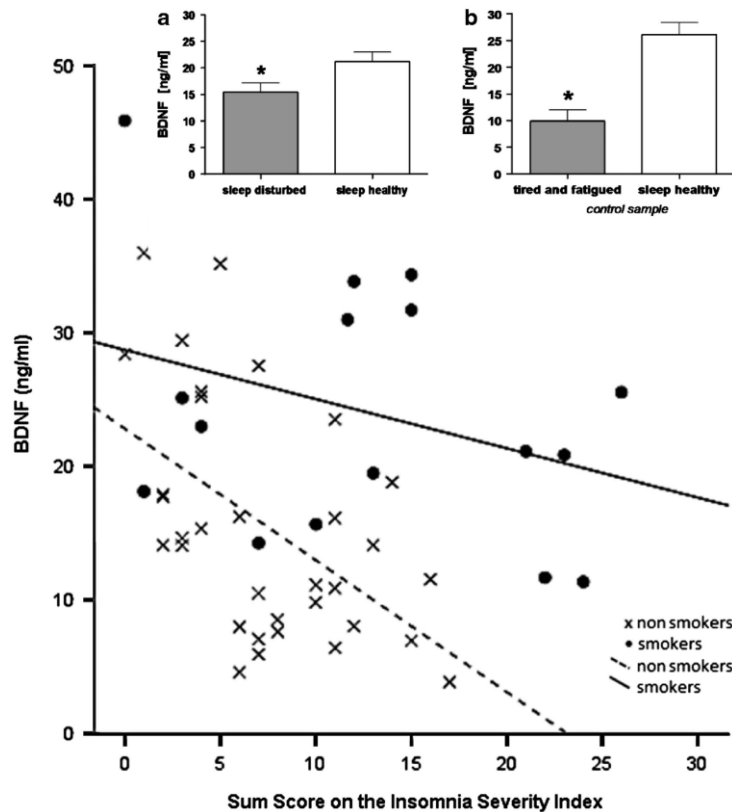 a
BDNF [ng/ml]
30
25
20
15
10
5
0
*
sleep disturbed sleep healthy
b
BDNF [ng/ml]
30
25
20
15
10
5
0
*
tired and fatigued sleep healthy
control sample
BDNF (ng/ml)
50
40
30
20
10
0
non smokers
smokers
non smokers
smokers
0 5 10 15 20 25 30
Sum Score on the Insomnia Severity Index